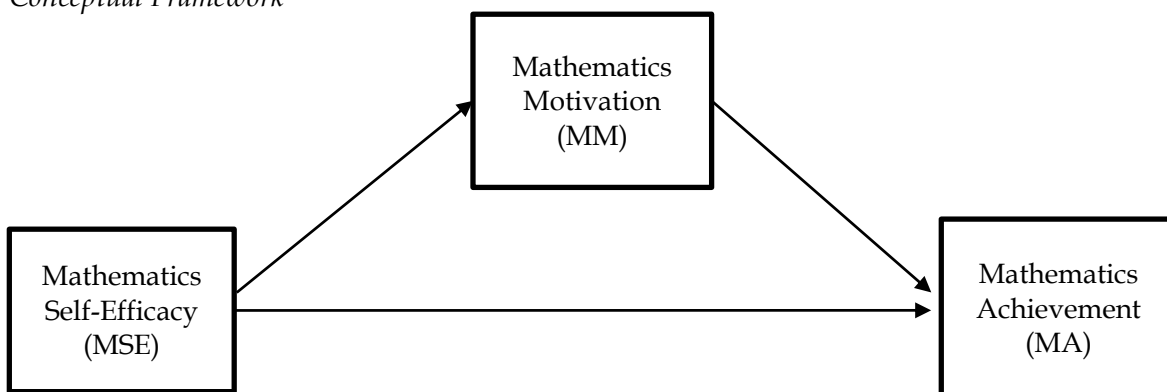 Conceptual Framework
Mathematics
Motivation
(MM)
Mathematics
Self-Efficacy
(MSE)
Mathematics
Achievement
(MA)